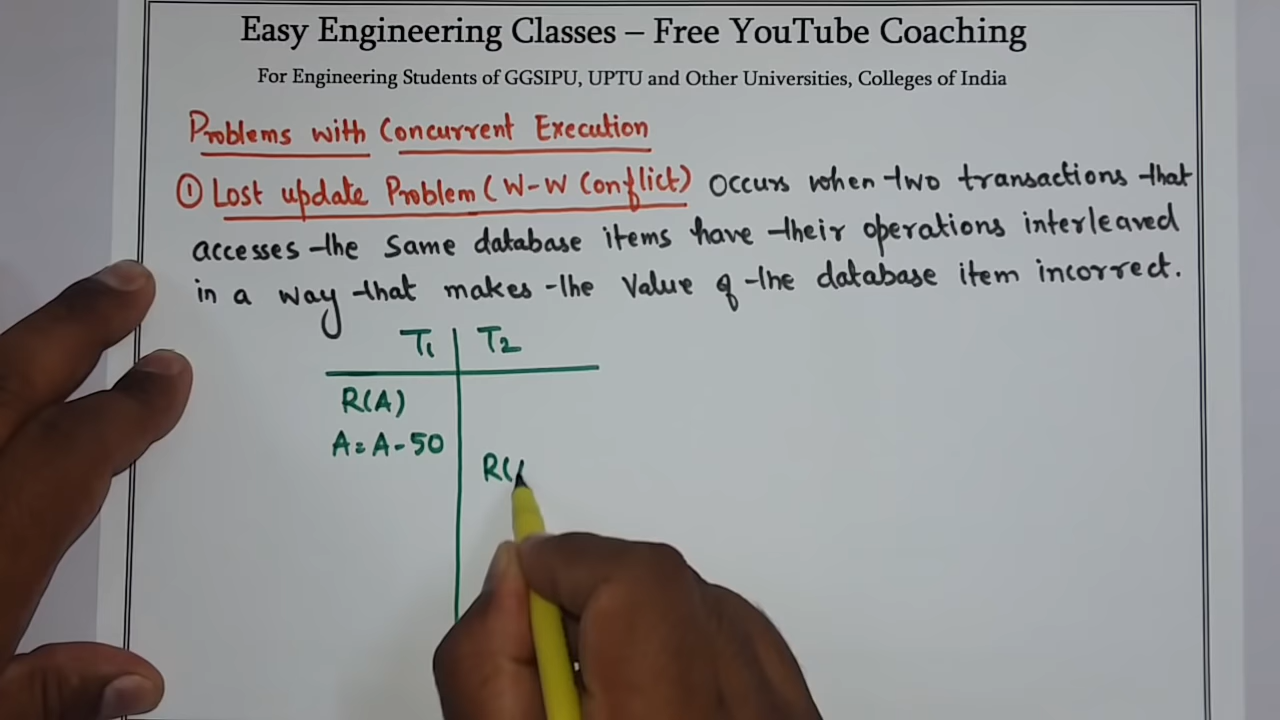 Easy Engineering Classes – Free YouTube Coaching
For Engineering Students of GGSIPU, UPTU and Other Universities, Colleges of India
Problems with Concurrent Execution
① Lost update Problem (W-W Conflict) occurs when two transactions that
accesses the same database items have their operations interleaved
in a way that makes the value of the database item incorrect.
T1 T2
R(A)
A=A-50
R(